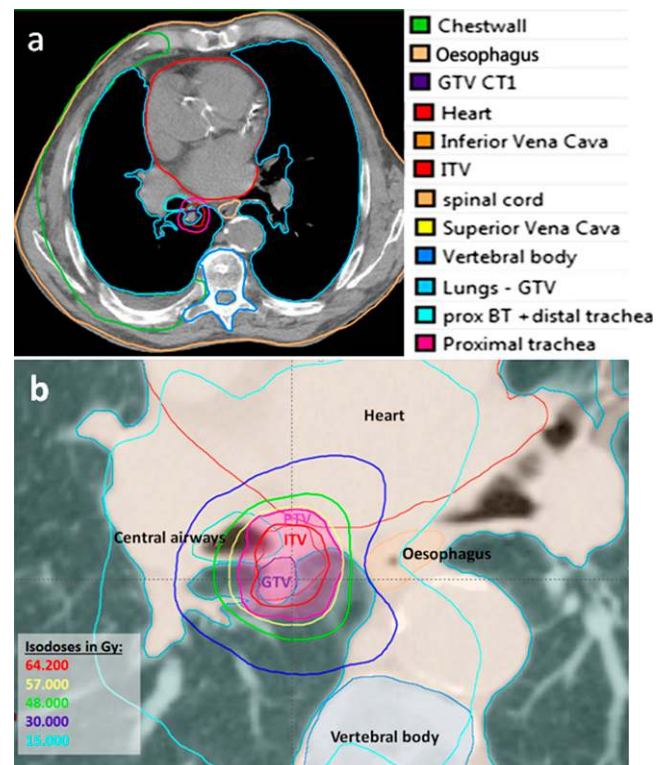 a
Chestwall
Oesophagus
GTV CT1
Heart
Inferior Vena Cava
ITV
spinal cord
Superior Vena Cava
Vertebral body
Lungs - GTV
prox BT +distal trachea
Proximal trachea
b
Heart
PTV
Central airways
ITV
Oesophagus
GTV
Isodoses in Gy:
64.200
57.000
48.000
30.000
15.000
Vertebral body